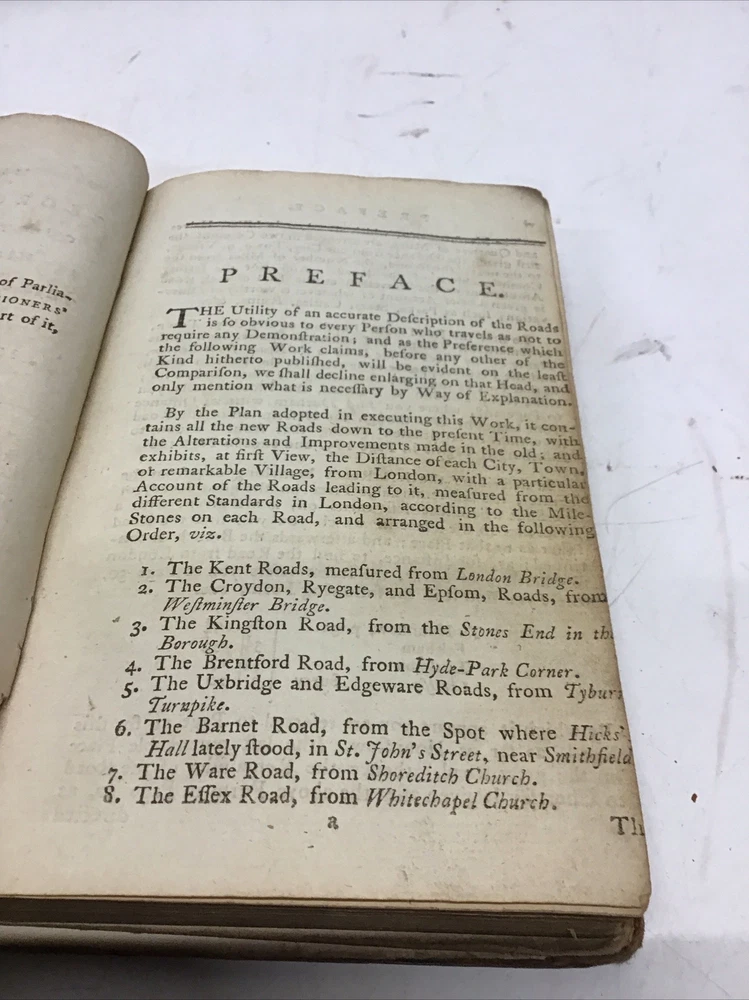 of Parlia-
IONERS'
rt of it,
PREFACE.
THE Utility of an accurate Deſcription of the Roads
is ſo obvious to every Perſon who travels as not to
require any Demonſtration; and as the Preference which
the following Work claims, before any other of the
Kind hitherto publiſhed, will be evident on the leaſt
Compariſon, we ſhall decline enlarging on that Head, and
only mention what is neceſſary by Way of Explanation.
By the Plan adopted in executing this Work, it con-
tains all the new Roads down to the preſent Time, with
the Alterations and Improvements made in the old; and
exhibits, at firſt View, the Diſtance of each City, Town,
or remarkable Village, from London, with a particular
Account of the Roads leading to it, meaſured from the
different Standards in London, according to the Mile-
Stones on each Road, and arranged in the following
Order, viz.
1. The Kent Roads, meaſured from London Bridge.
2. The Croydon, Ryegate, and Epſom, Roads, from
Weſtminſter Bridge.
3. The Kingſton Road, from the Stones End in th
Borough.
4. The Brentford Road, from Hyde-Park Corner.
5. The Uxbridge and Edgeware Roads, from Tyburn
Turnpike.
6. The Barnet Road, from the Spot where Hicks'
Hall lately ſtood, in St. John's Street, near Smithfield
7. The Ware Road, from Shoreditch Church.
8. The Eſſex Road, from Whitechapel Church.
a
Th